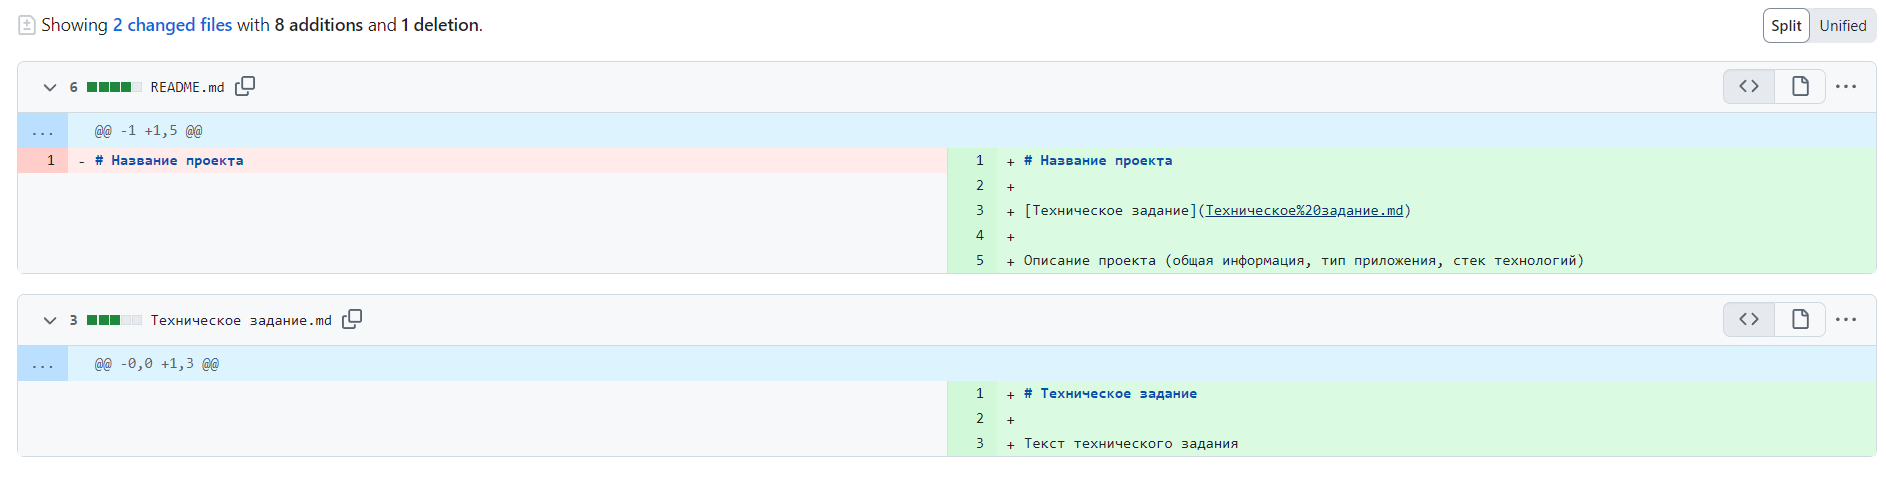 Showing 2 changed files with 8 additions and 1 deletion.
Split Unified
6 README.md
... @@ -1 +1,5 @@
1 - # Название проекта
1 + # Название проекта
2 +
3 + [Техническое задание](Техническое%20задание.md)
4 +
5 + Описание проекта (общая информация, тип приложения, стек технологий)
3 Техническое задание.md
... @@ -0,0 +1,3 @@
1 + # Техническое задание
2 +
3 + Текст технического задания